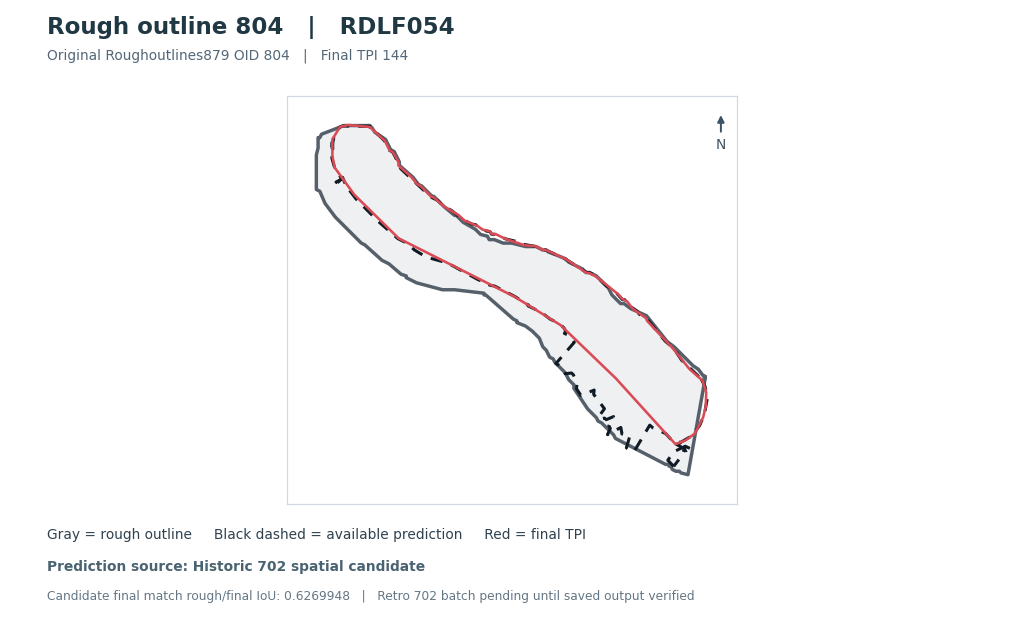 Rough outline 804   |   RDLF054
Original Roughoutlines879 OID 804   |   Final TPI 144
N
Gray = rough outline     Black dashed = available prediction     Red = final TPI
Prediction source: Historic 702 spatial candidate
Candidate final match rough/final IoU: 0.6269948   |   Retro 702 batch pending until saved output verified